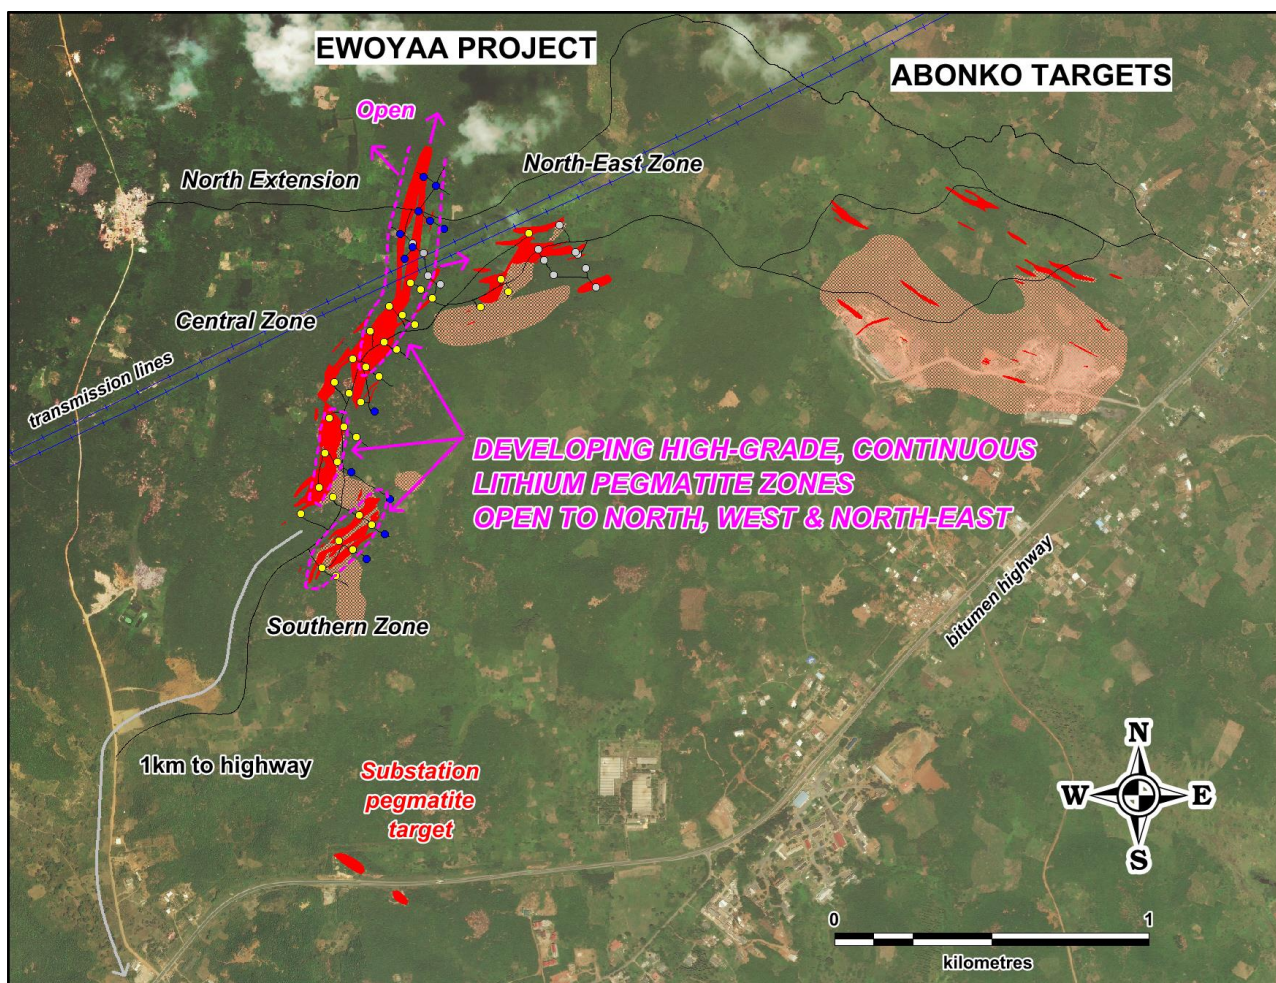 EWOYAA PROJECT
ABONKO TARGETS
Open
North-East Zone
North Extension
Central Zone
transmission lines
DEVELOPING HIGH-GRADE, CONTINUOUS
LITHIUM PEGMATITE ZONES
OPEN TO NORTH, WEST & NORTH-EAST
bitumen highway
Southern Zone
1km to highway
Substation
pegmatite
target
N
W
E
S
0
1
kilometres